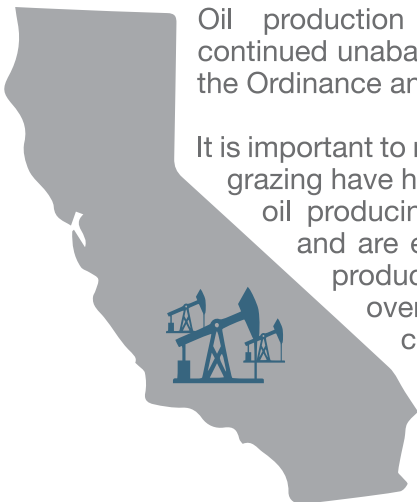 Oil production
continued unaba
the Ordinance an
It is important to
grazing have h
oil producin
and are e
produc
over
c